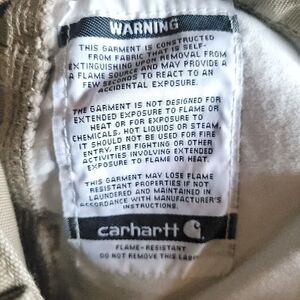 WARNING
THIS GARMENT IS CONSTRUCTED
FROM FABRIC THAT IS SELF-
EXTINGUISHING UPON REMOVAL FROM
A FLAME SOURCE AND MAY PROVIDE A
FEW SECONDS TO REACT TO AN
ACCIDENTAL EXPOSURE.
THE GARMENT IS NOT DESIGNED FOR
EXTENDED EXPOSURE TO FLAME OR
HEAT OR FOR EXPOSURE TO
CHEMICALS, HOT LIQUIDS OR STEAM.
IT SHOULD NOT BE USED FOR FIRE
ENTRY, FIRE FIGHTING OR OTHER
ACTIVITIES INVOLVING EXTENDED
EXPOSURE TO FLAME OR HEAT.
THIS GARMENT MAY LOSE FLAME
RESISTANT PROPERTIES IF NOT
LAUNDERED AND MAINTAINED IN
ACCORDANCE WITH MANUFACTURER'S
INSTRUCTIONS.
carhartt
FLAME-RESISTANT
DO NOT REMOVE THIS LAB